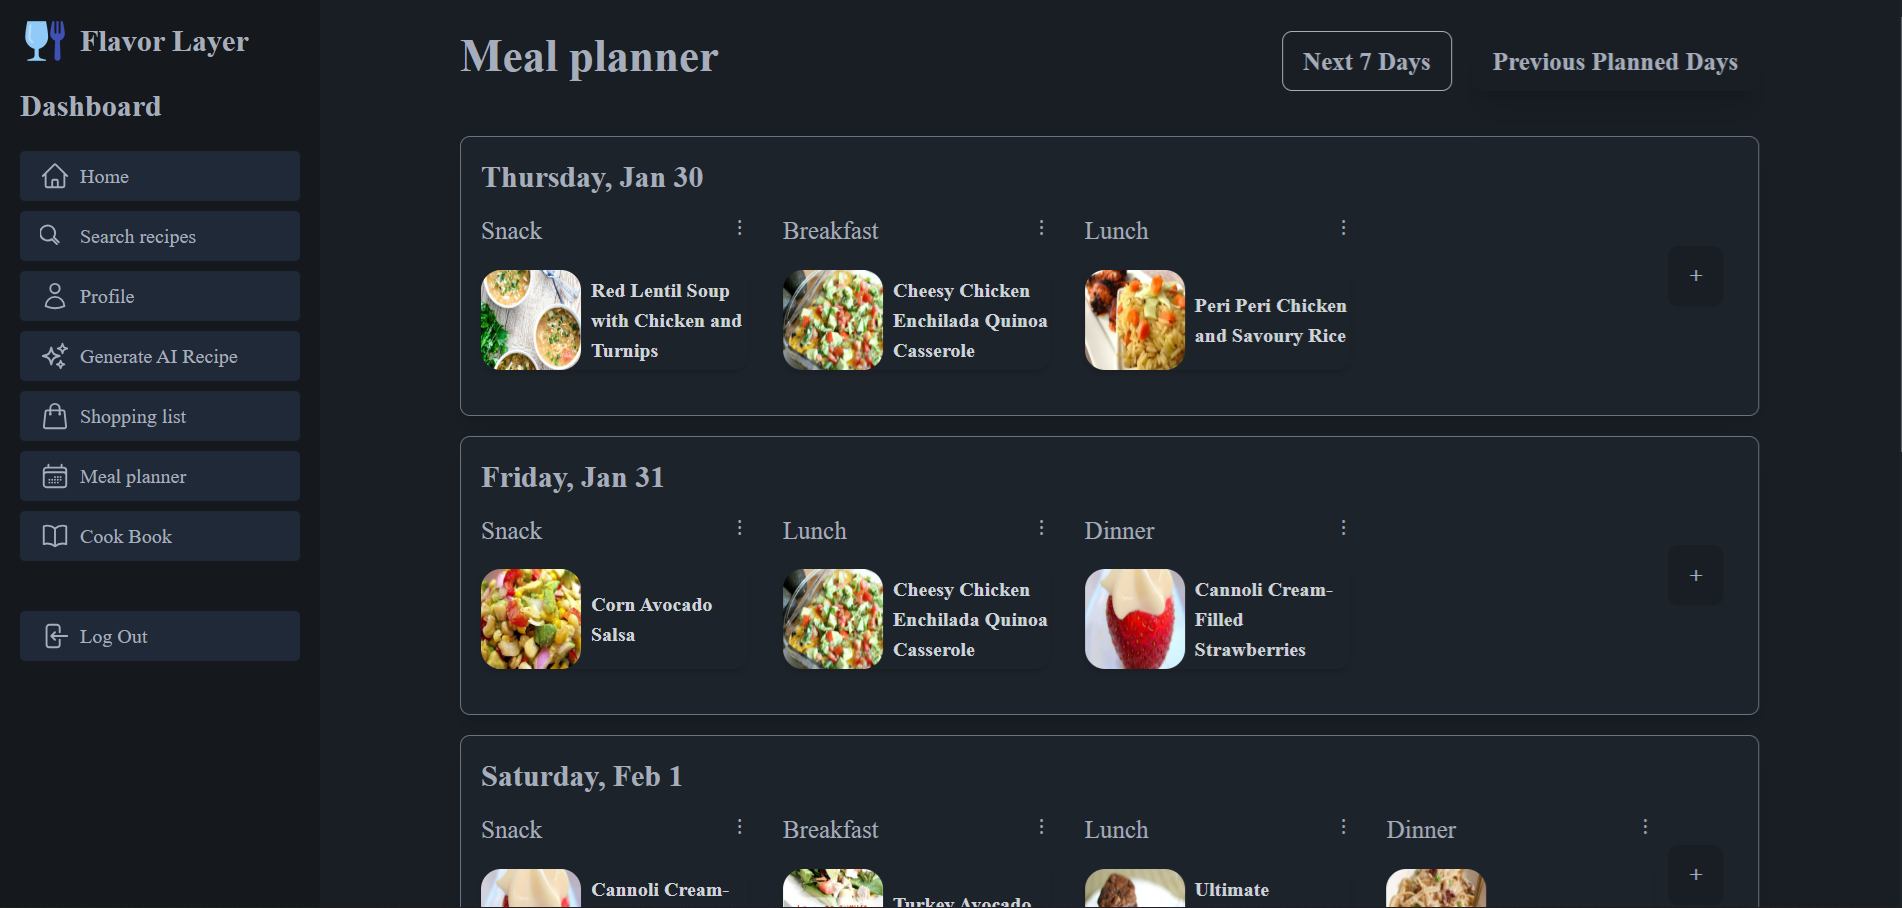 Flavor Layer
Dashboard
Home
Search recipes
Profile
Generate AI Recipe
Shopping list
Meal planner
Cook Book
Log Out
Meal planner
Next 7 Days
Previous Planned Days
Thursday, Jan 30
Snack
Red Lentil Soup
with Chicken and
Turnips
Breakfast
Cheesy Chicken
Enchilada Quinoa
Casserole
Lunch
Peri Peri Chicken
and Savoury Rice
+
Friday, Jan 31
Snack
Corn Avocado
Salsa
Lunch
Cheesy Chicken
Enchilada Quinoa
Casserole
Dinner
Cannoli Cream-
Filled
Strawberries
+
Saturday, Feb 1
Snack
Cannoli Cream-
Breakfast
Turkey Avocado
Lunch
Ultimate
Dinner
+